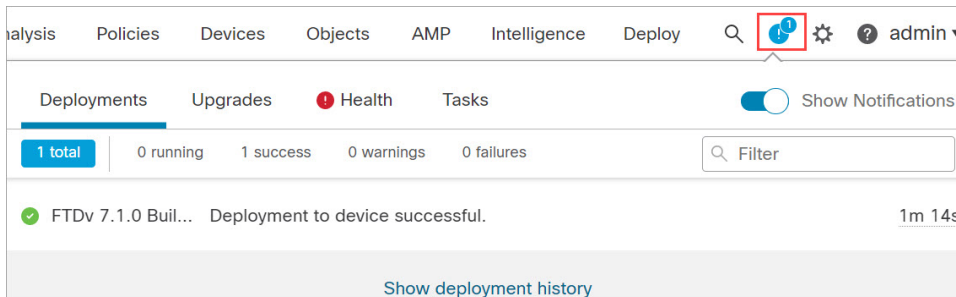 nalysis Policies Devices Objects AMP Intelligence Deploy 1 admin
Deployments Upgrades Health Tasks Show Notifications
1 total 0 running 1 success 0 warnings 0 failures Filter
FTDv 7.1.0 Buil... Deployment to device successful. 1m 14s
Show deployment history